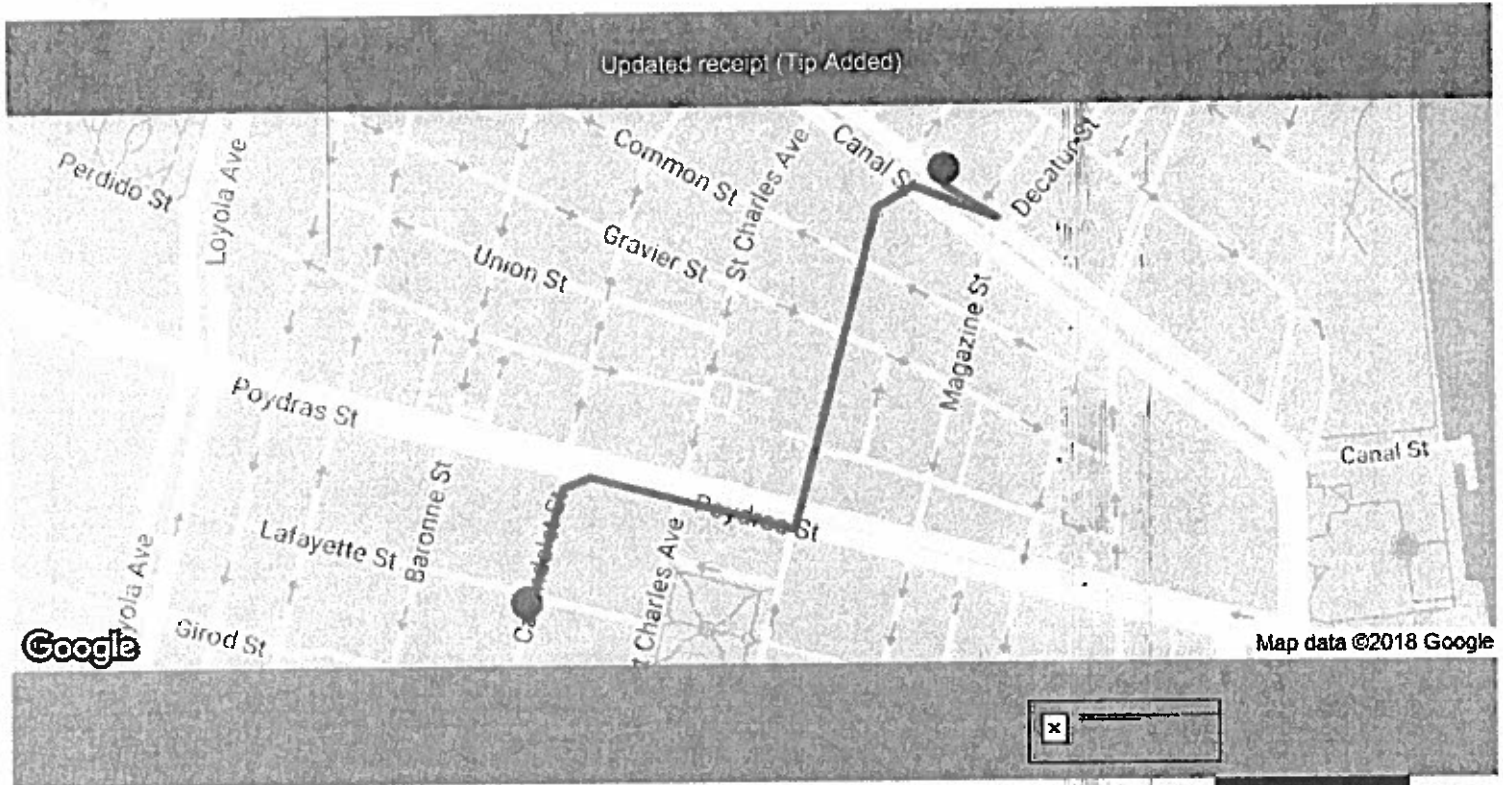 Updated receipt (Tip Added)
Perdido St
Loyola Ave
Common St
St Charles Ave
Canal S
Decatur St
Union St
Gravier St
Magazine St
Poydras St
Baronne St
Lafayette St
Poydras St
St Charles Ave
Canal St
yola Ave
Girod St
Google
Map data ©2018 Google